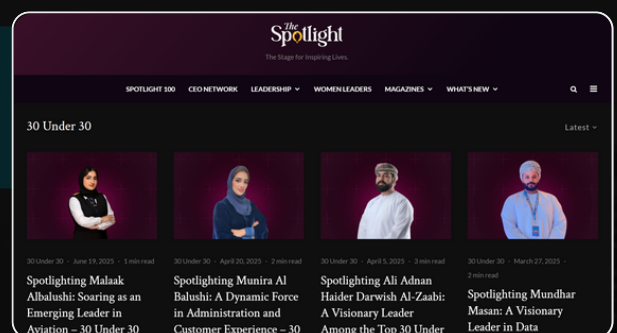 The
Spotlight
The Stage for Inspiring Lives.
SPOTLIGHT 100 CEO NETWORK LEADERSHIP WOMEN LEADERS MAGAZINES WHAT'S NEW
30 Under 30
Latest
30 Under 30 · June 19, 2025 · 1 min read
Spotlighting Malaak
Albalushi: Soaring as an
Emerging Leader in
Aviation – 30 Under 30
30 Under 30 · April 20, 2025 · 2 min read
Spotlighting Munira Al
Balushi: A Dynamic Force
in Administration and
Customer Experience – 30
30 Under 30 · April 5, 2025 · 3 min read
Spotlighting Ali Adnan
Haider Darwish Al-Zaabi:
A Visionary Leader
Among the Top 30 Under
30 Under 30 · March 27, 2025 ·
2 min read
Spotlighting Mundhar
Masan: A Visionary
Leader in Data